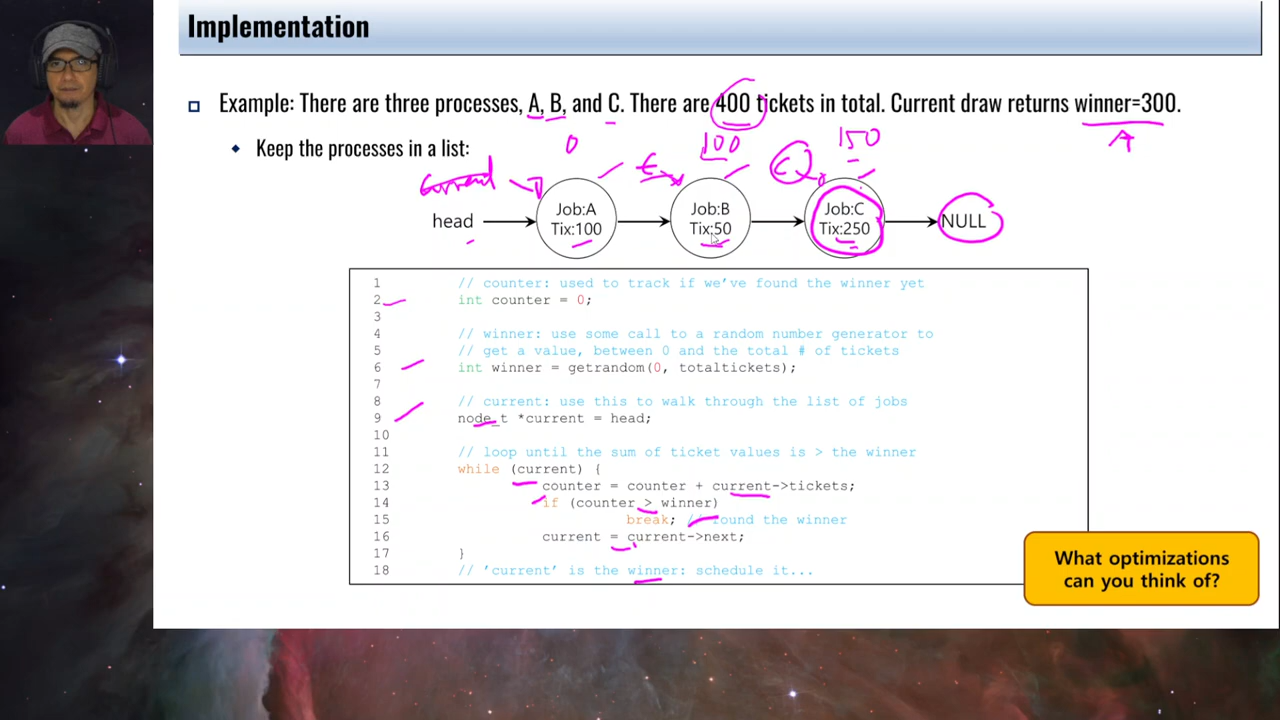 Implementation
Example: There are three processes, A, B, and C. There are 400 tickets in total. Current draw returns winner=300.
A
Keep the processes in a list:
0 100 150
current
head
Job:A
Tix:100
Job:B
Tix:50
Job:C
Tix:250
NULL
1 // counter: used to track if we’ve found the winner yet
2 int counter = 0;
3
4 // winner: use some call to a random number generator to
5 // get a value, between 0 and the total # of tickets
6 int winner = getrandom(0, totaltickets);
7
8 // current: use this to walk through the list of jobs
9 node_t *current = head;
10
11 // loop until the sum of ticket values is > the winner
12 while (current) {
13 counter = counter + current->tickets;
14 if (counter > winner)
15 break; // found the winner
16 current = current->next;
17 }
18 // ’current’ is the winner: schedule it...
What optimizations
can you think of?